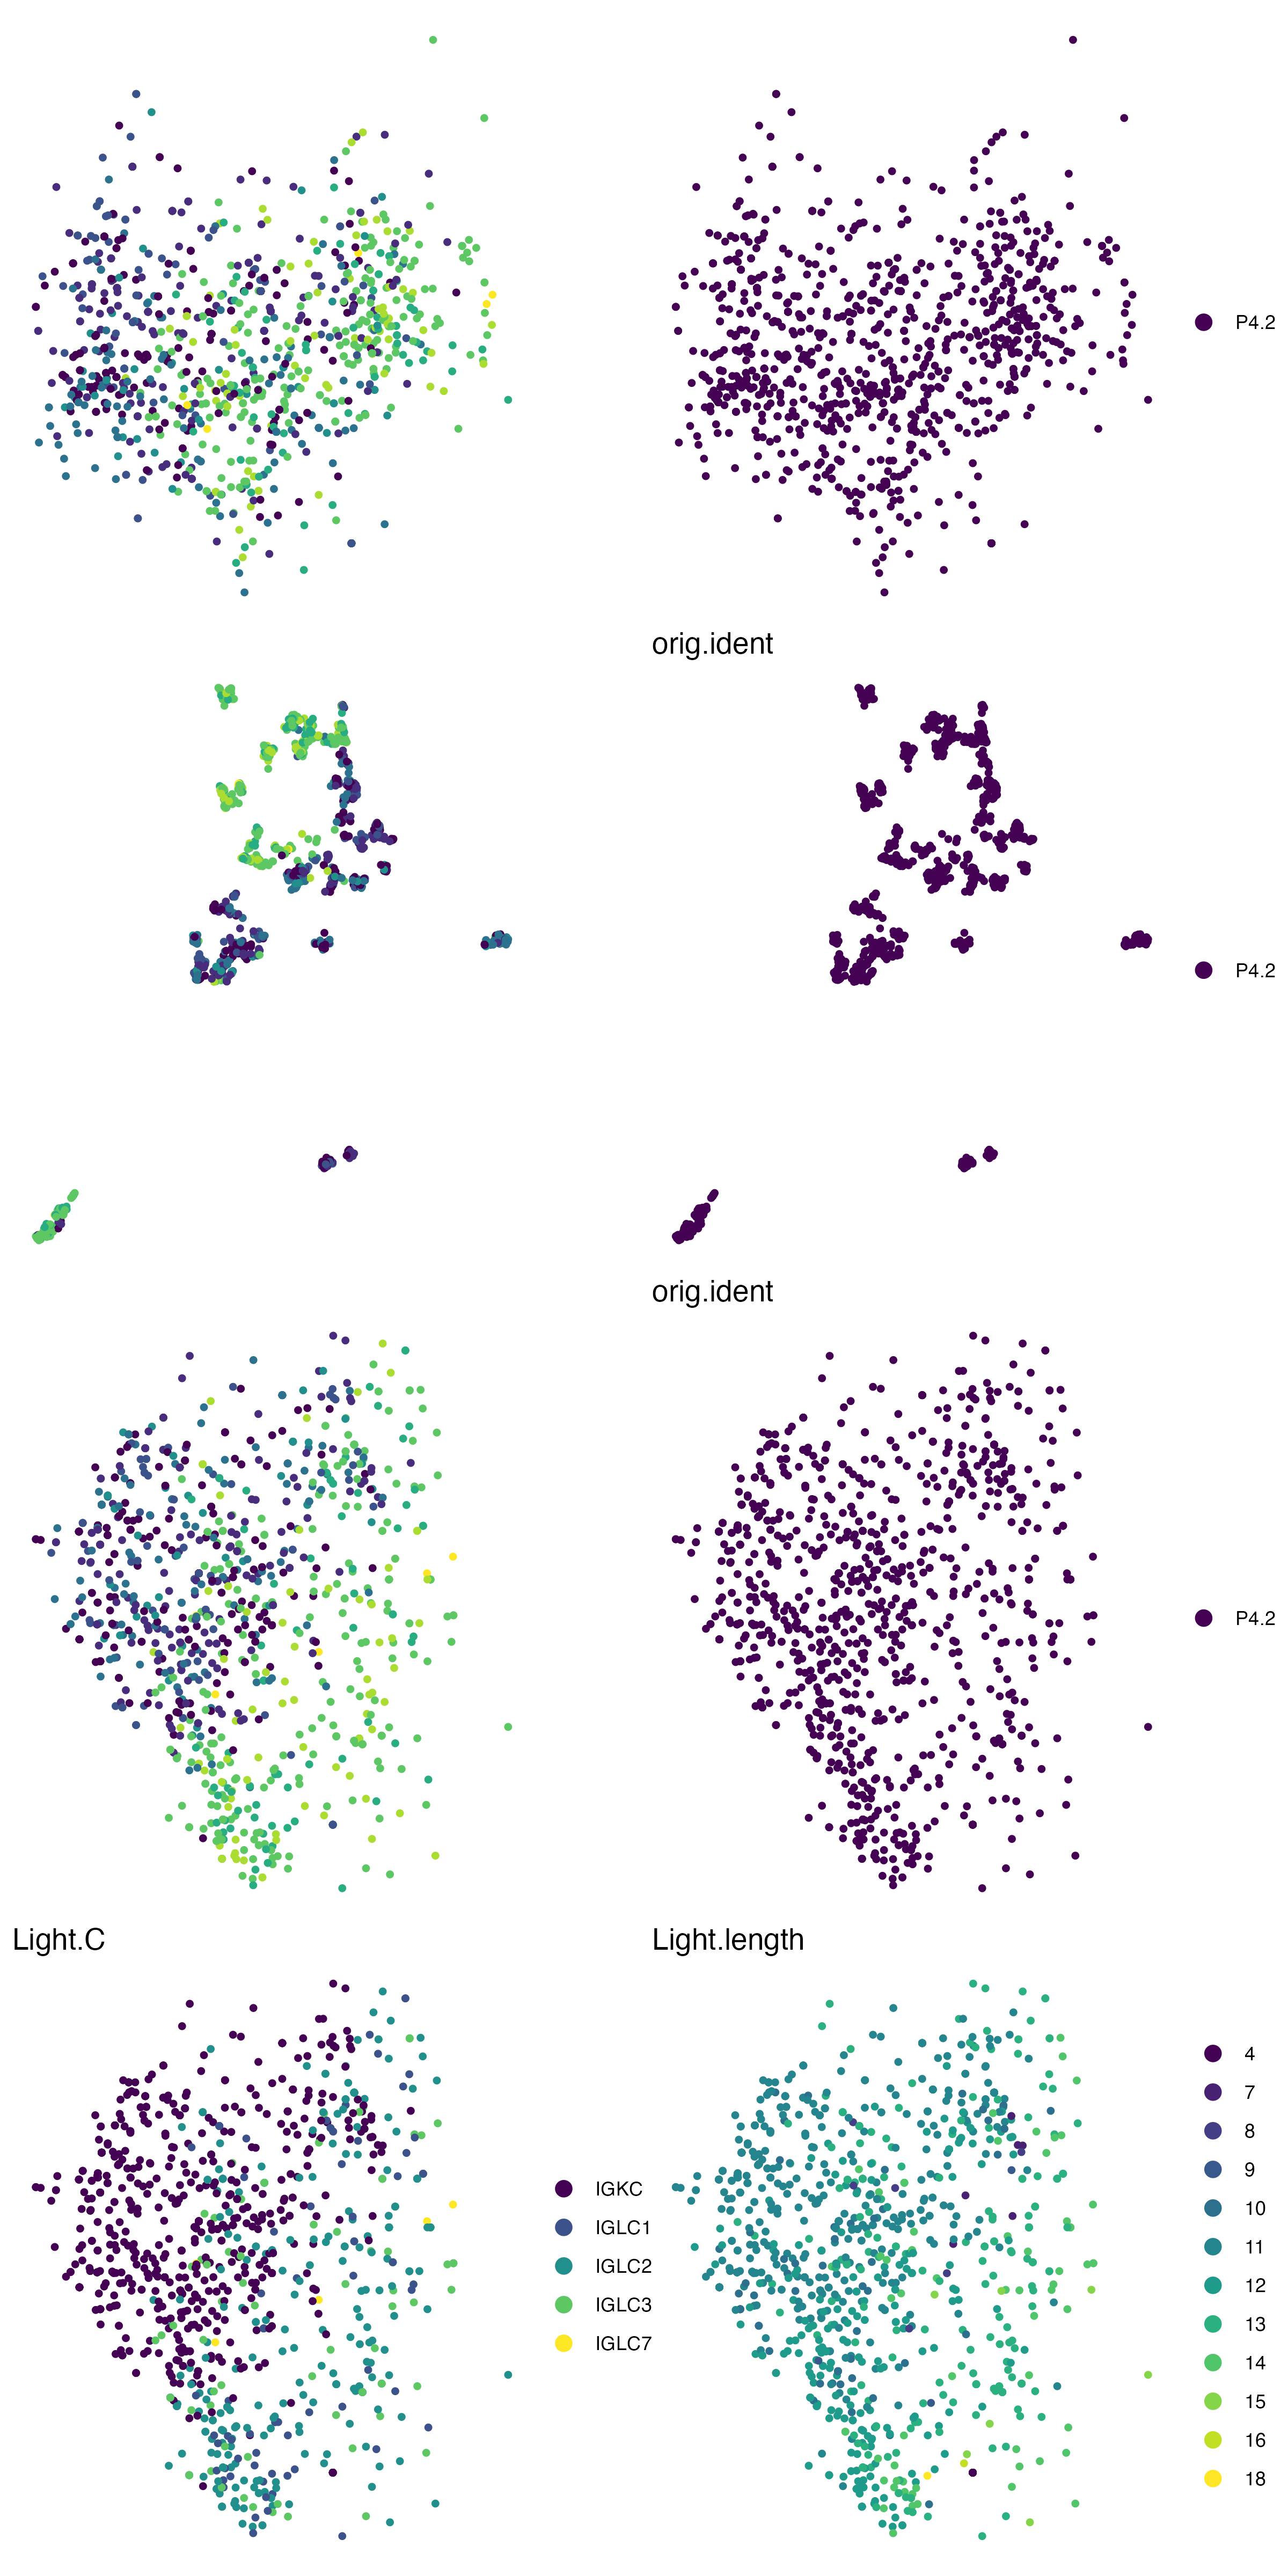 P4.2
orig.ident
P4.2
orig.ident
P4.2
Light.C
Light.length
IGKC
IGLC1
IGLC2
IGLC3
IGLC7
4
7
8
9
10
11
12
13
14
15
16
18